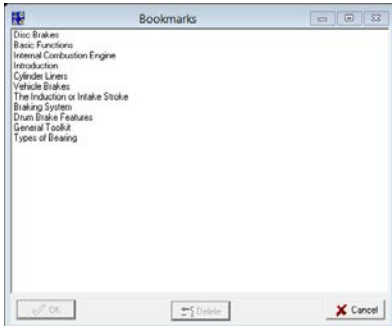 Bookmarks
Disc Brakes
Basic Functions
Internal Combustion Engine
Introduction
Cylinder Liners
Vehicle Brakes
The Induction or Intake Stroke
Braking System
Drum Brake Features
General Toolkit
Types of Bearing
OK
Delete
Cancel